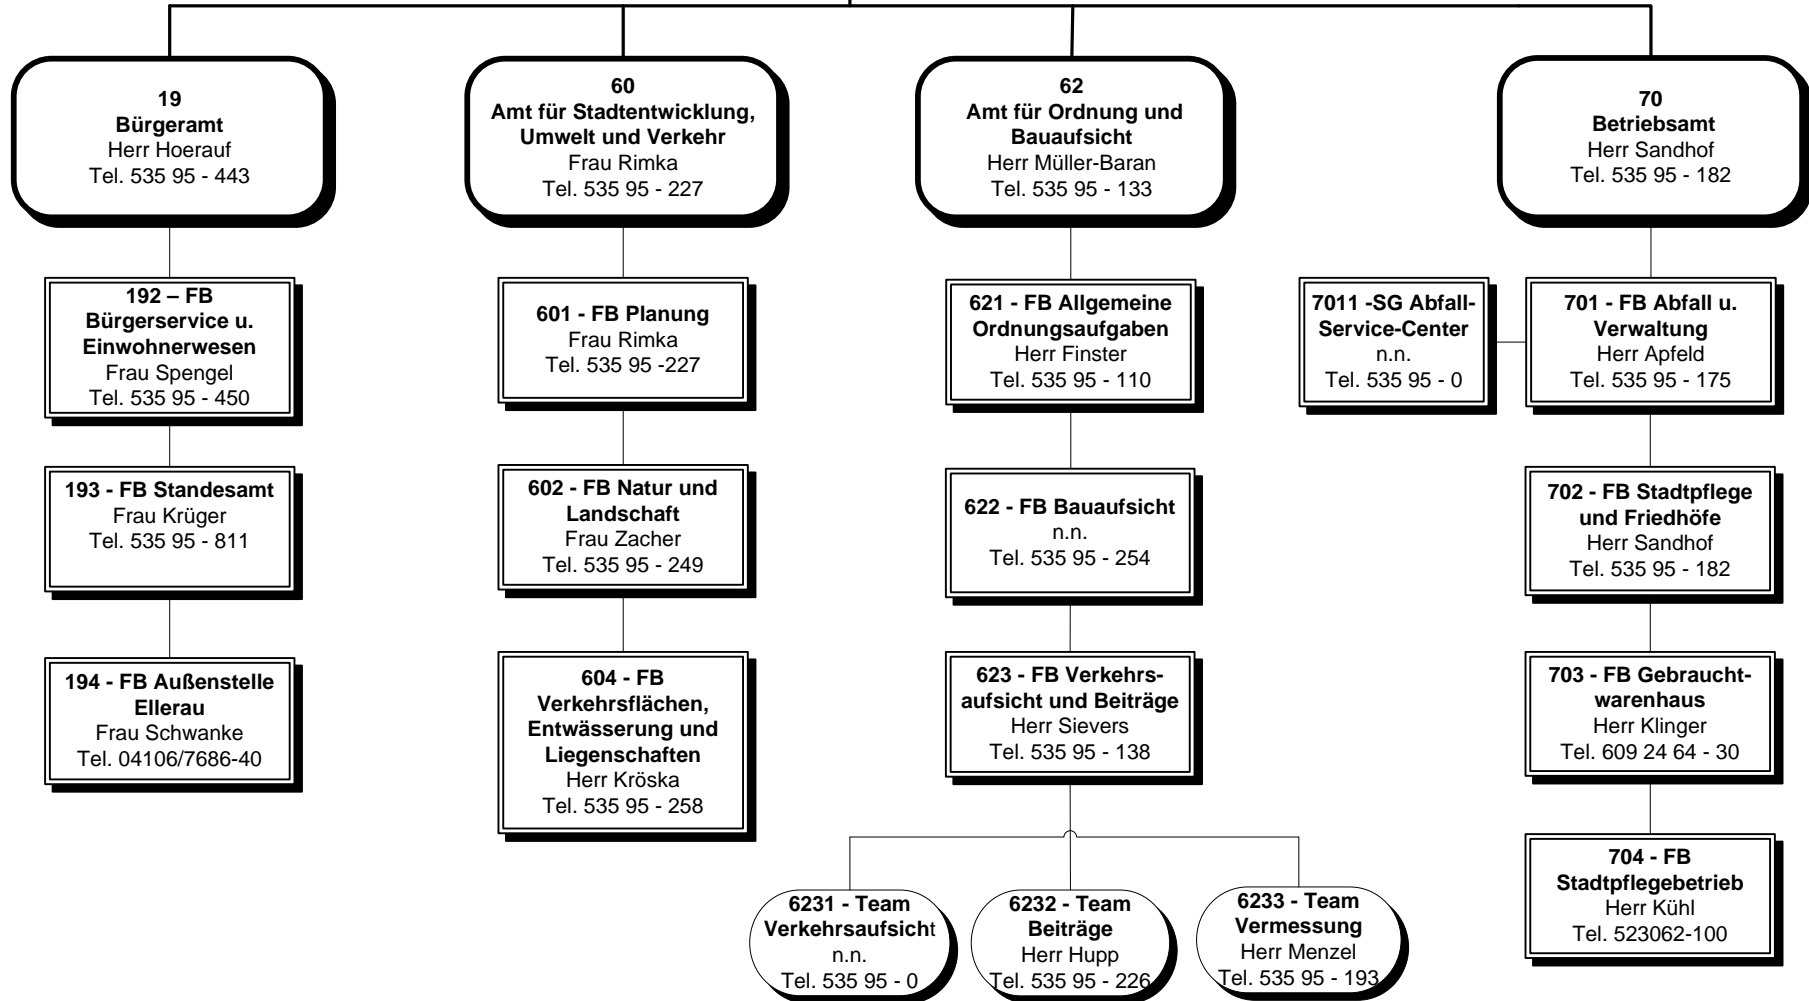 19
Bürgeramt
Herr Hoerauf
Tel. 535 95 - 443
60
Amt für Stadtentwicklung,
Umwelt und Verkehr
Frau Rimka
Tel. 535 95 - 227
62
Amt für Ordnung und
Bauaufsicht
Herr Müller-Baran
Tel. 535 95 - 133
70
Betriebsamt
Herr Sandhof
Tel. 535 95 - 182
192 – FB
Bürgerservice u.
Einwohnerwesen
Frau Spengel
Tel. 535 95 - 450
601 - FB Planung
Frau Rimka
Tel. 535 95 -227
621 - FB Allgemeine
Ordnungsaufgaben
Herr Finster
Tel. 535 95 - 110
7011 -SG Abfall-
Service-Center
n.n.
Tel. 535 95 - 0
701 - FB Abfall u.
Verwaltung
Herr Apfeld
Tel. 535 95 - 175
193 - FB Standesamt
Frau Krüger
Tel. 535 95 - 811
602 - FB Natur und
Landschaft
Frau Zacher
Tel. 535 95 - 249
622 - FB Bauaufsicht
n.n.
Tel. 535 95 - 254
702 - FB Stadtpflege
und Friedhöfe
Herr Sandhof
Tel. 535 95 - 182
194 - FB Außenstelle
Ellerau
Frau Schwanke
Tel. 04106/7686-40
604 - FB
Verkehrsflächen,
Entwässerung und
Liegenschaften
Herr Kröska
Tel. 535 95 - 258
623 - FB Verkehrs-
aufsicht und Beiträge
Herr Sievers
Tel. 535 95 - 138
703 - FB Gebraucht-
warenhaus
Herr Klinger
Tel. 609 24 64 - 30
6231 - Team
Verkehrsaufsicht
n.n.
Tel. 535 95 - 0
6232 - Team
Beiträge
Herr Hupp
Tel. 535 95 - 226
6233 - Team
Vermessung
Herr Menzel
Tel. 535 95 - 193
704 - FB
Stadtpflegebetrieb
Herr Kühl
Tel. 523062-100